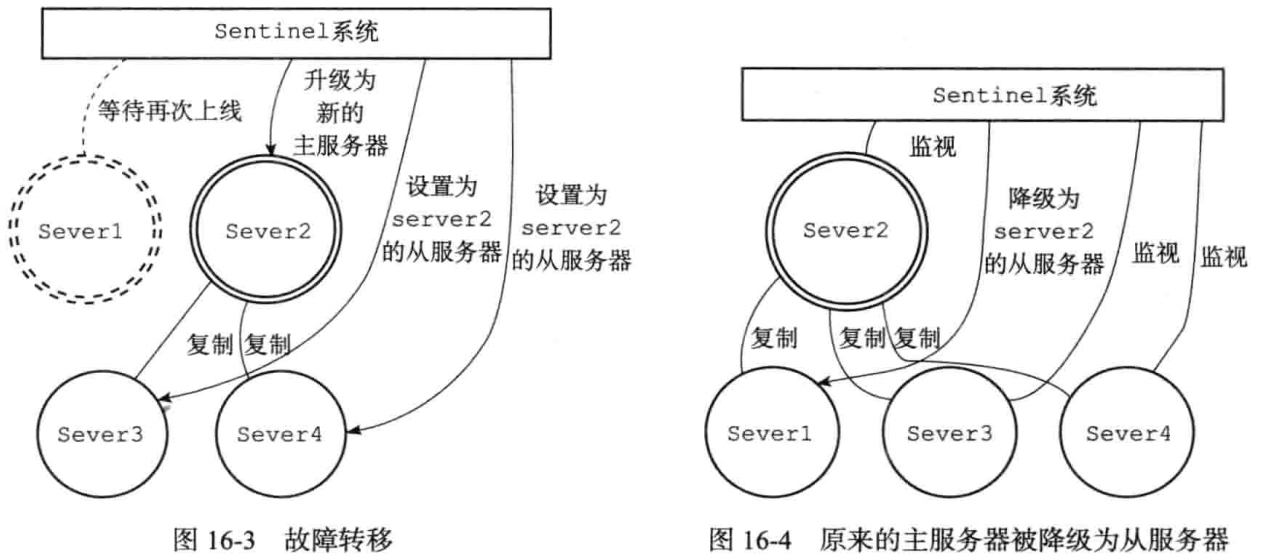 Sentinel系统
等待再次上线
升级为
新的
主服务器
Sever1
Sever2
设置为
server2
的从服务器
设置为
server2
的从服务器
复制
复制
Sever3
Sever4
图 16-3 故障转移
Sentinel系统
监视
Sever2
降级为
server2
的从服务器
监视
监视
复制
复制
复制
Sever1
Sever3
Sever4
图 16-4 原来的主服务器被降级为从服务器